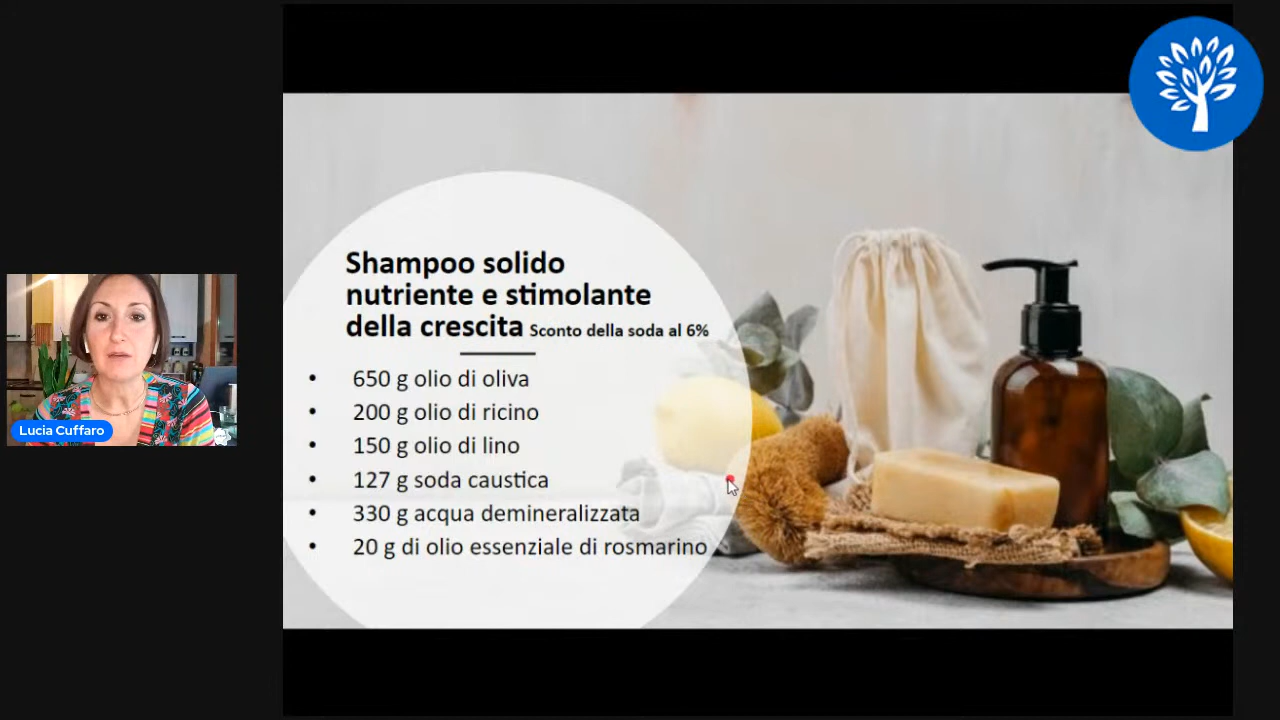 Shampoo solido
nutriente e stimolante
della crescita Sconto della soda al 6%
• 650 g olio di oliva
• 200 g olio di ricino
• 150 g olio di lino
• 127 g soda caustica
• 330 g acqua demineralizzata
• 20 g di olio essenziale di rosmarino
Lucia Cuffaro